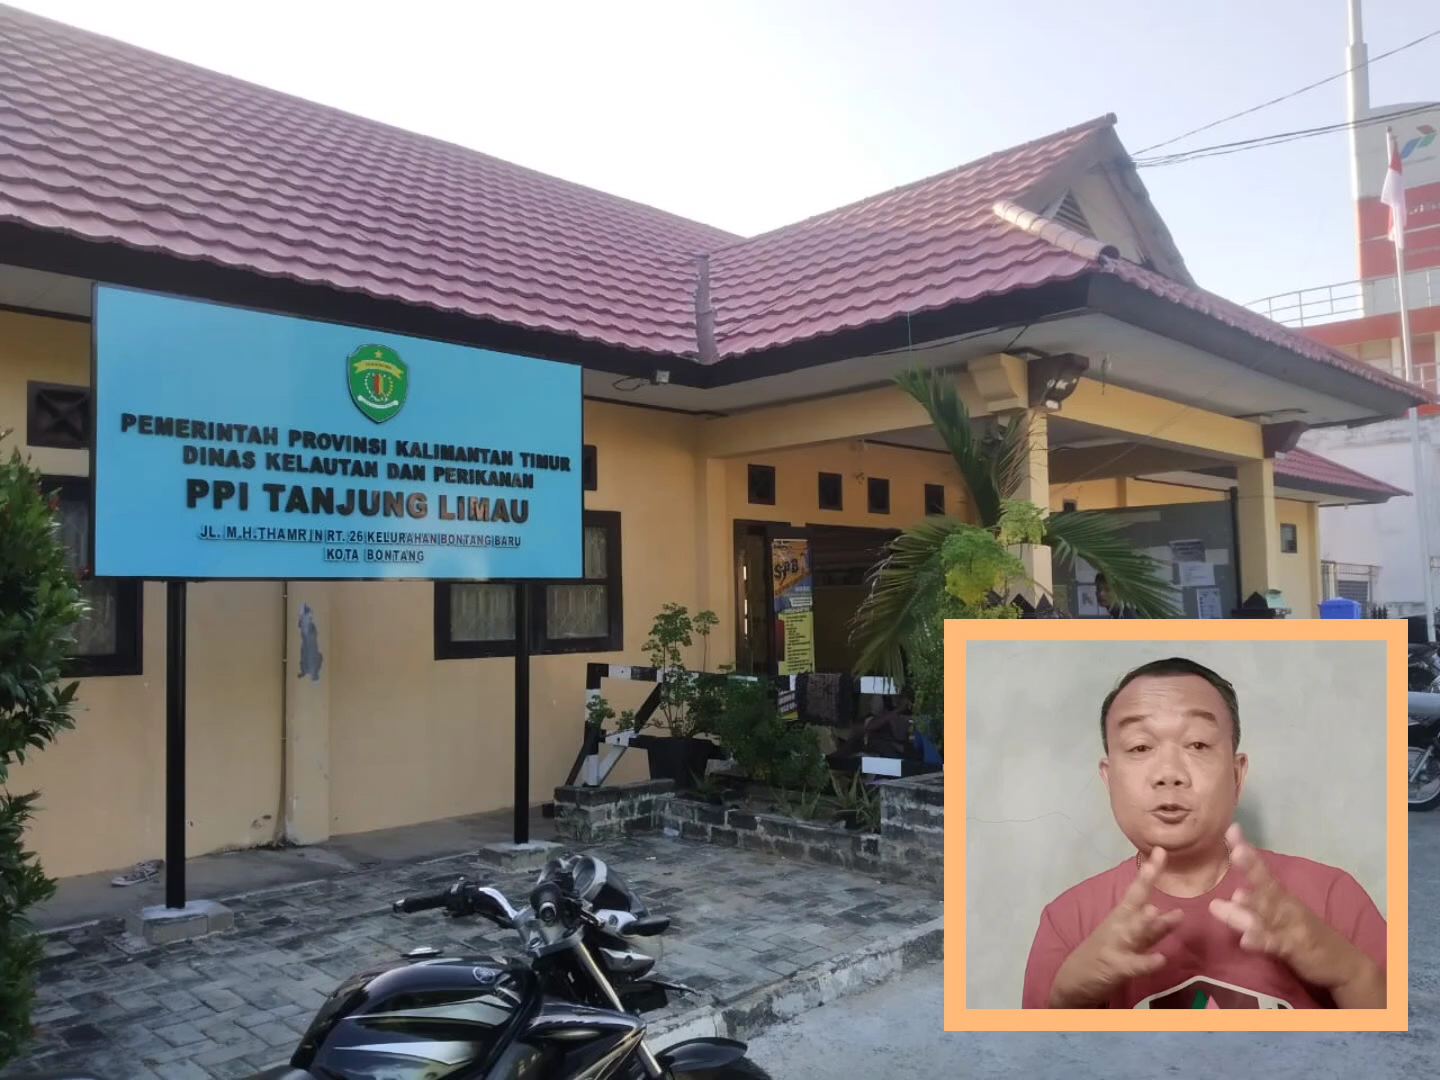 PEMERINTAH PROVINSI KALIMANTAN TIMUR
DINAS KELAUTAN DAN PERIKANAN
PPI TANJUNG LIMAU
JL. M.H.THAMRIN RT. 26 KELURAHAN BONTANG BARU
KOTA BONTANG
SPB